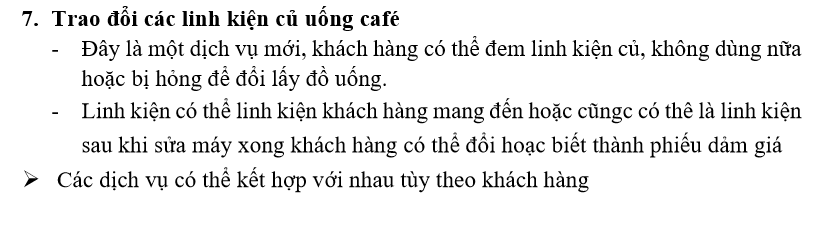 7. Trao đổi các linh kiện củ uống café
- Đây là một dịch vụ mới, khách hàng có thể đem linh kiện củ, không dùng nữa
hoặc bị hỏng để đổi lấy đồ uống.
- Linh kiện có thể linh kiện khách hàng mang đến hoặc cũngc có thê là linh kiện
sau khi sửa máy xong khách hàng có thể đổi hoạc biết thành phiếu dảm giá
➢ Các dịch vụ có thể kết hợp với nhau tùy theo khách hàng